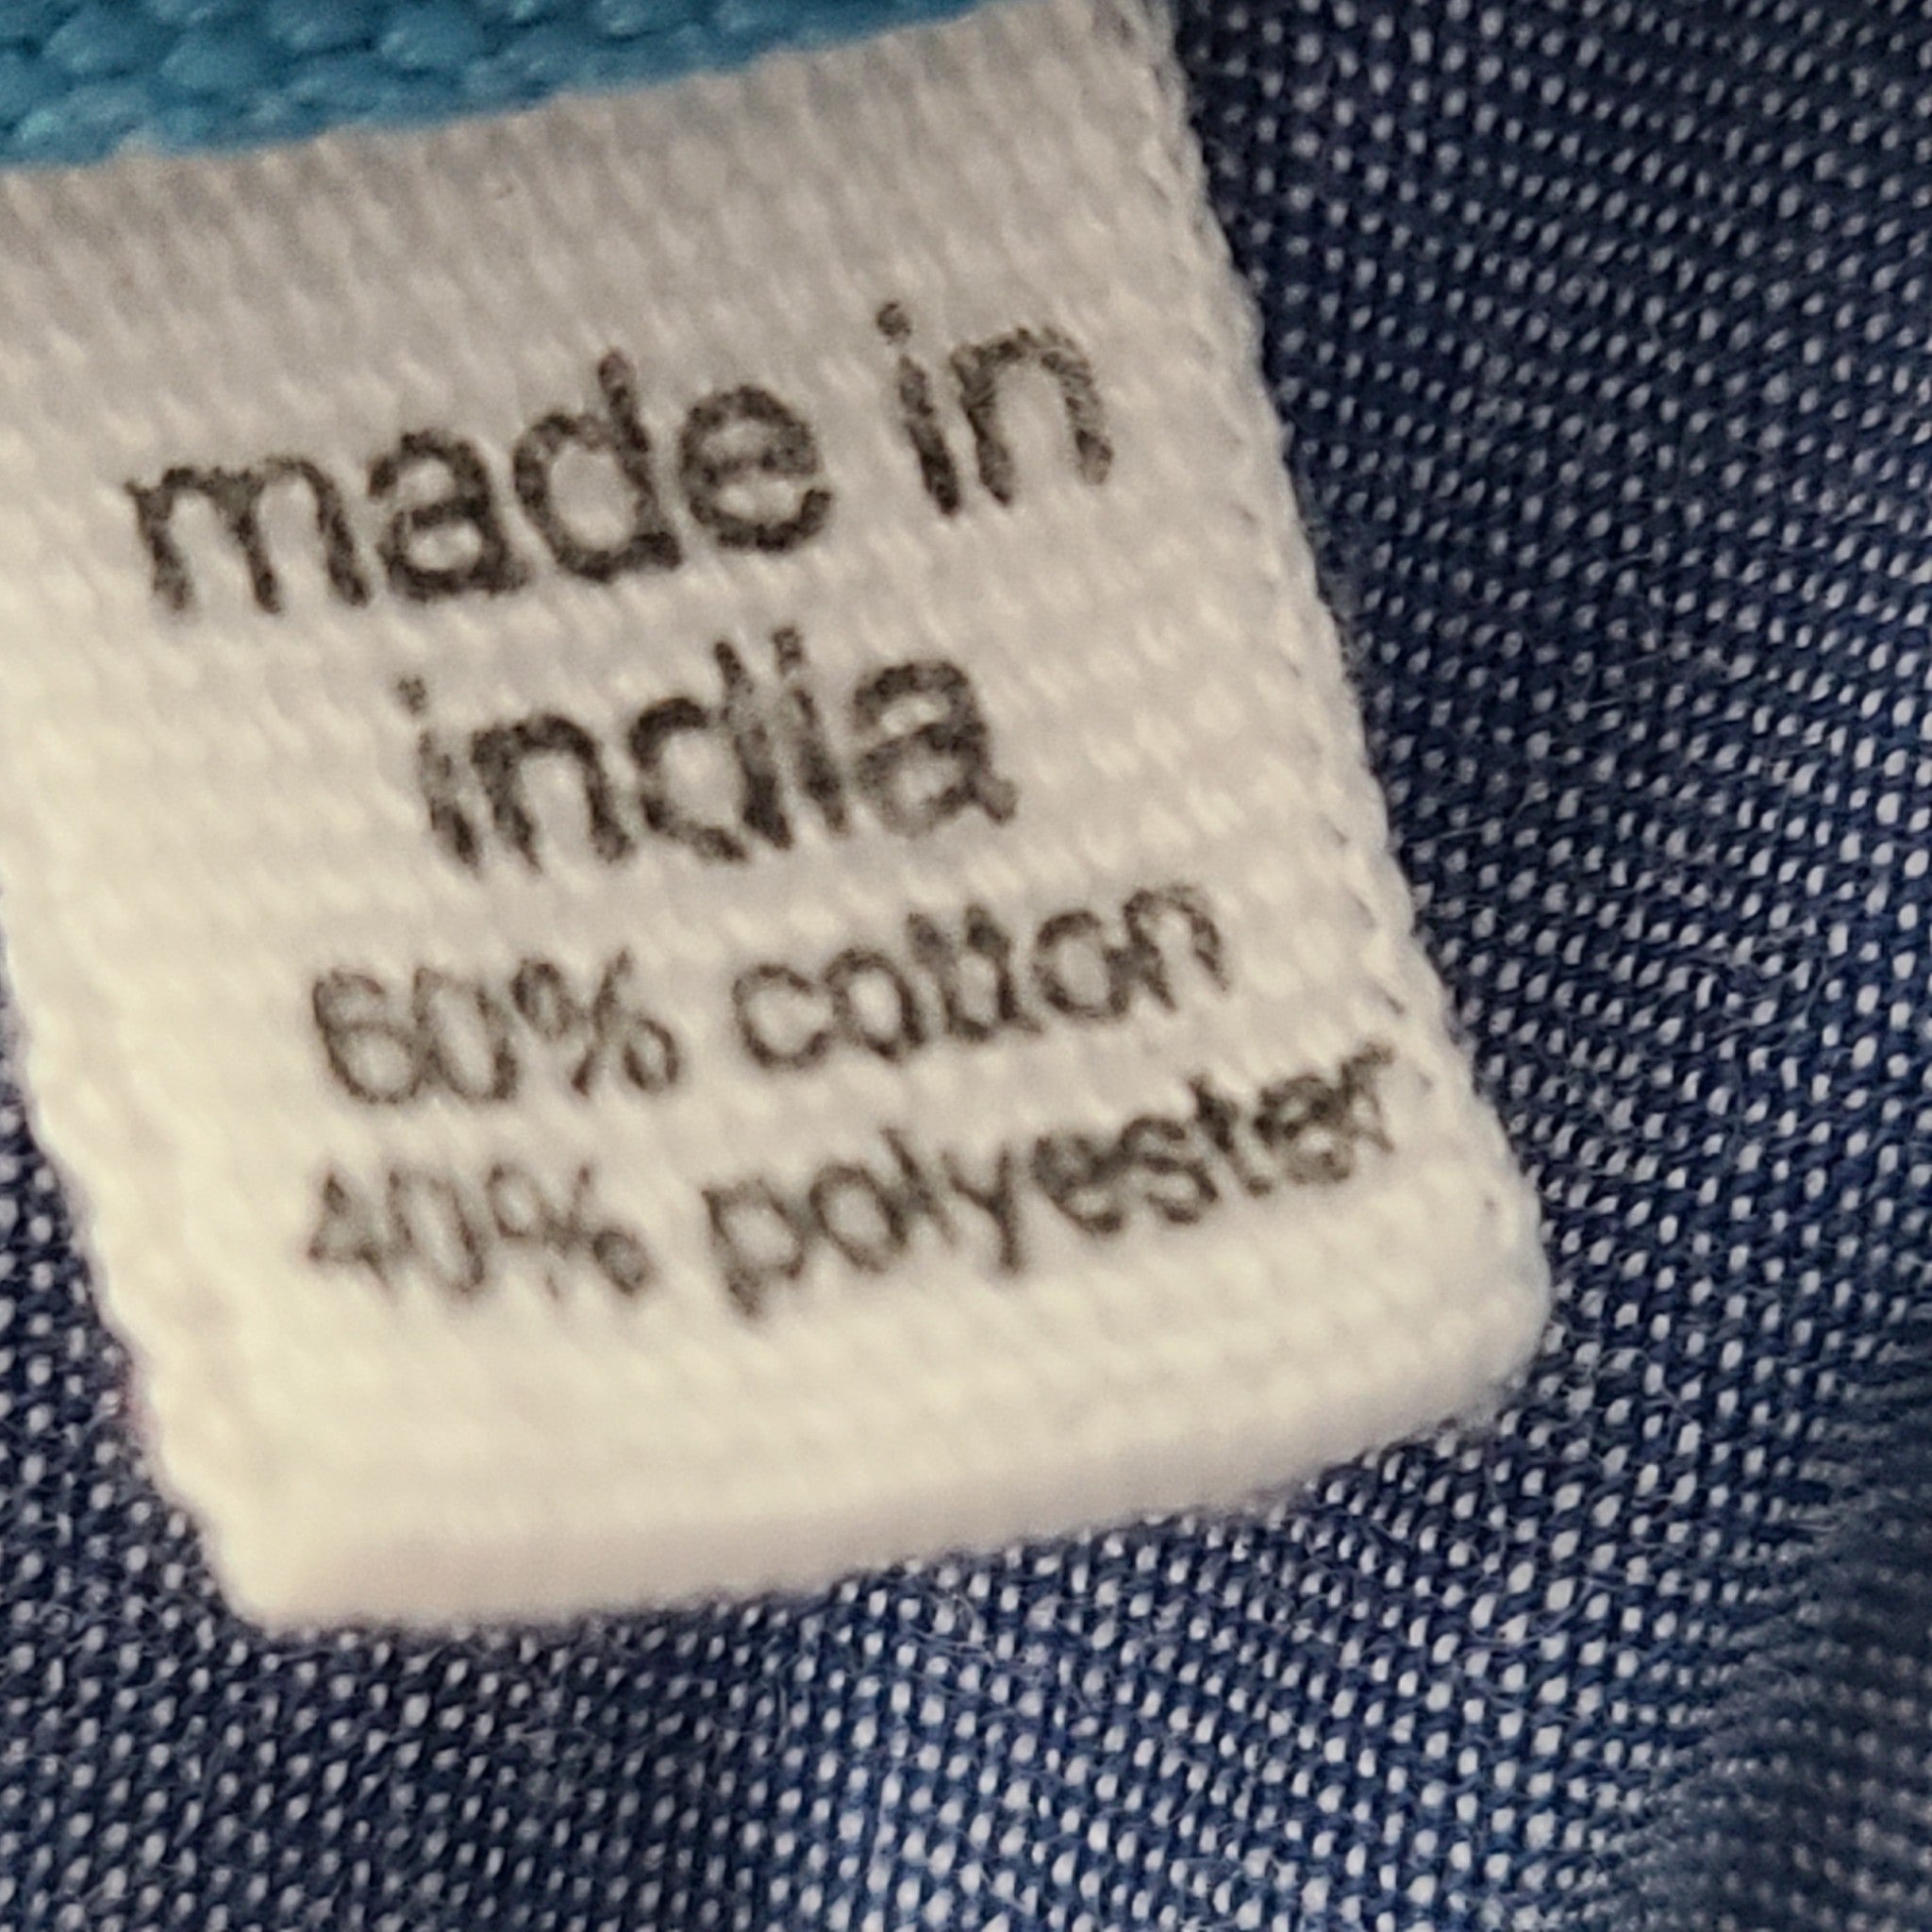 made in
india
60% cotton
40% polyester